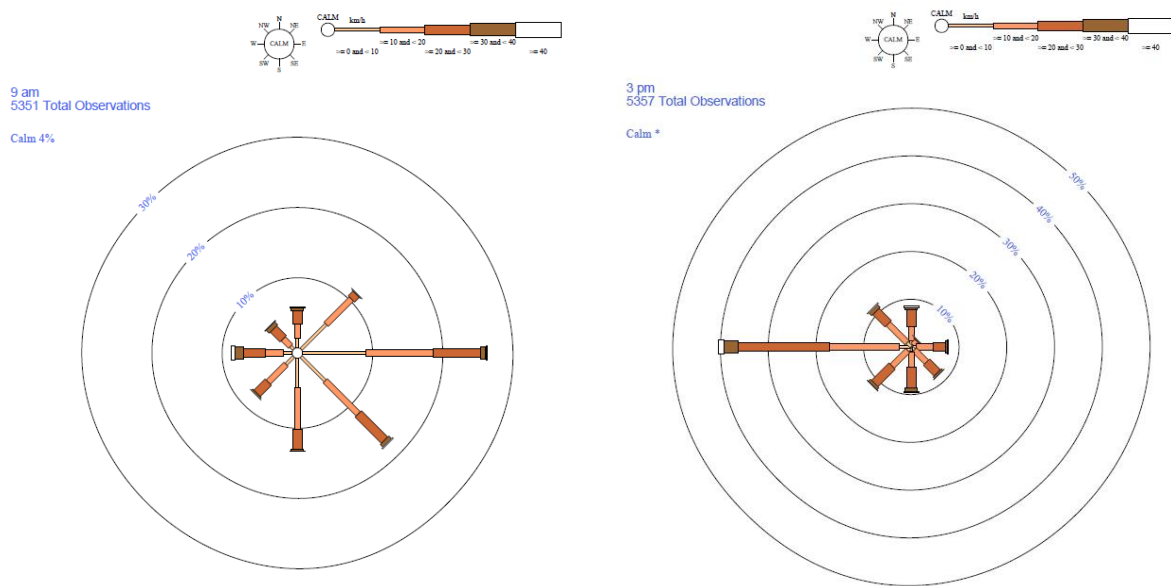 N
NW NE
W CALM E
SW SE
S
CALM km/h
>= 10 and < 20 >= 30 and < 40
>= 0 and < 10 >= 20 and < 30 >= 40
9 am
5351 Total Observations
Calm 4%
30%
20%
10%
N
NW NE
W CALM E
SW SE
S
CALM km/h
>= 10 and < 20 >= 30 and < 40
>= 0 and < 10 >= 20 and < 30 >= 40
3 pm
5357 Total Observations
Calm *
50%
40%
30%
20%
10%